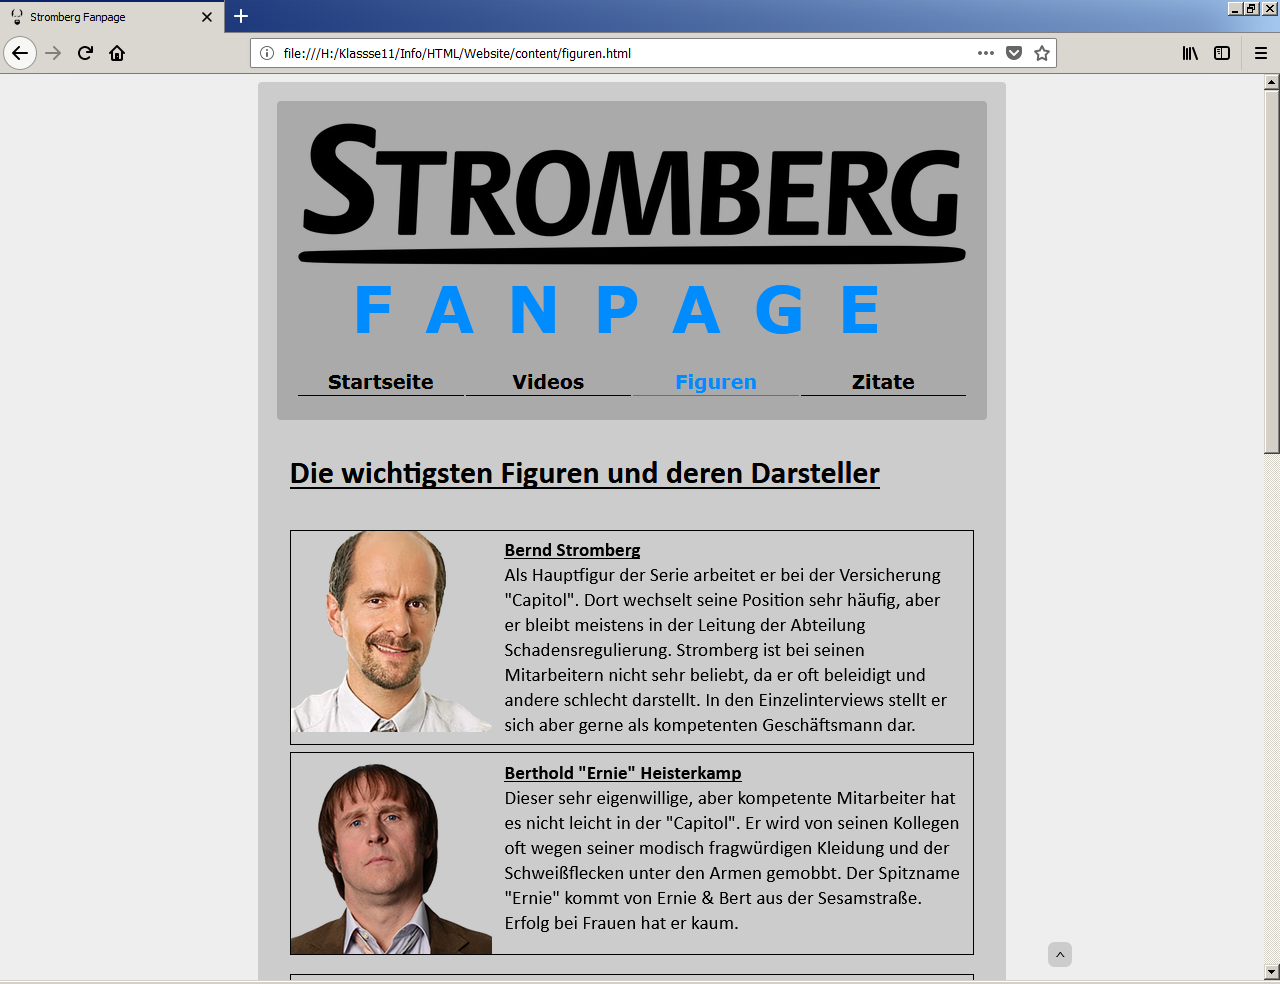 Stromberg Fanpage
file:///H:/Klassse11/Info/HTML/Website/content/figuren.html
STROMBERG
FANPAGE
Startseite Videos Figuren Zitate
Die wichtigsten Figuren und deren Darsteller
Bernd Stromberg
Als Hauptfigur der Serie arbeitet er bei der Versicherung
"Capitol". Dort wechselt seine Position sehr häufig, aber
er bleibt meistens in der Leitung der Abteilung
Schadensregulierung. Stromberg ist bei seinen
Mitarbeitern nicht sehr beliebt, da er oft beleidigt und
andere schlecht darstellt. In den Einzelinterviews stellt er
sich aber gerne als kompetenten Geschäftsmann dar.
Berthold "Ernie" Heisterkamp
Dieser sehr eigenwillige, aber kompetente Mitarbeiter hat
es nicht leicht in der "Capitol". Er wird von seinen Kollegen
oft wegen seiner modisch fragwürdigen Kleidung und der
Schweißflecken unter den Armen gemobbt. Der Spitzname
"Ernie" kommt von Ernie & Bert aus der Sesamstraße.
Erfolg bei Frauen hat er kaum.